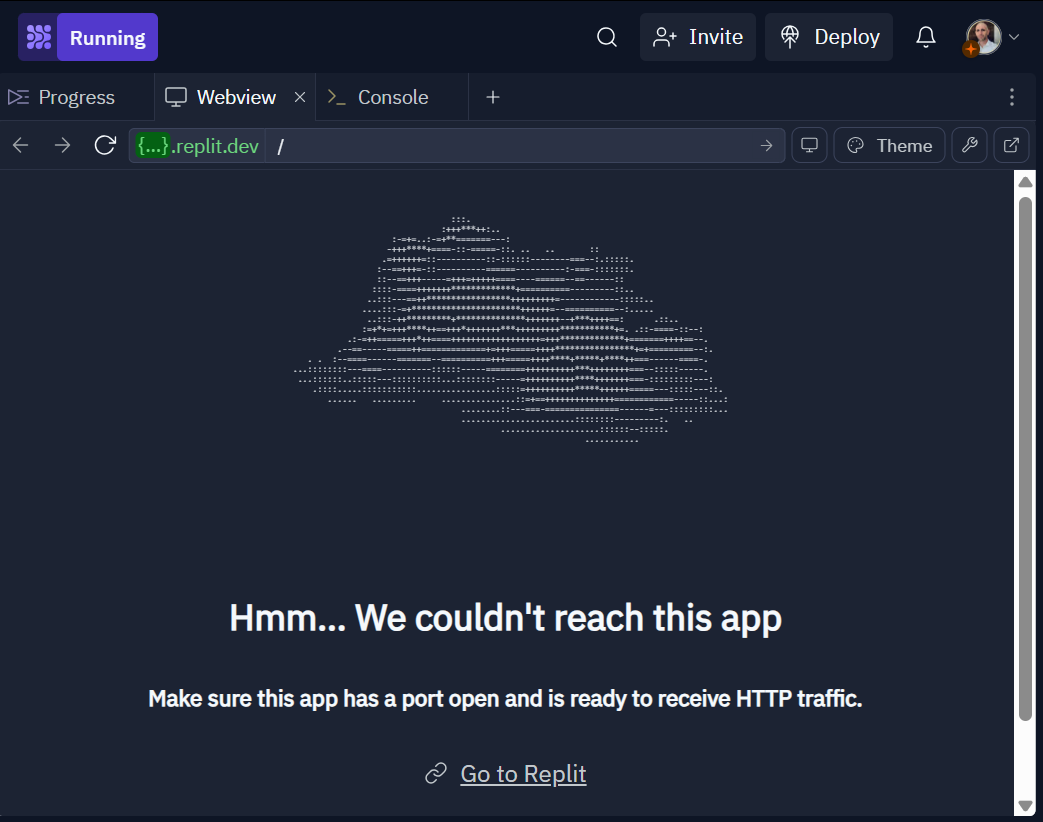 Running
Invite
Deploy
Progress
Webview
Console
{...}.replit.dev /
Theme
Hmm... We couldn't reach this app
Make sure this app has a port open and is ready to receive HTTP traffic.
Go to Replit